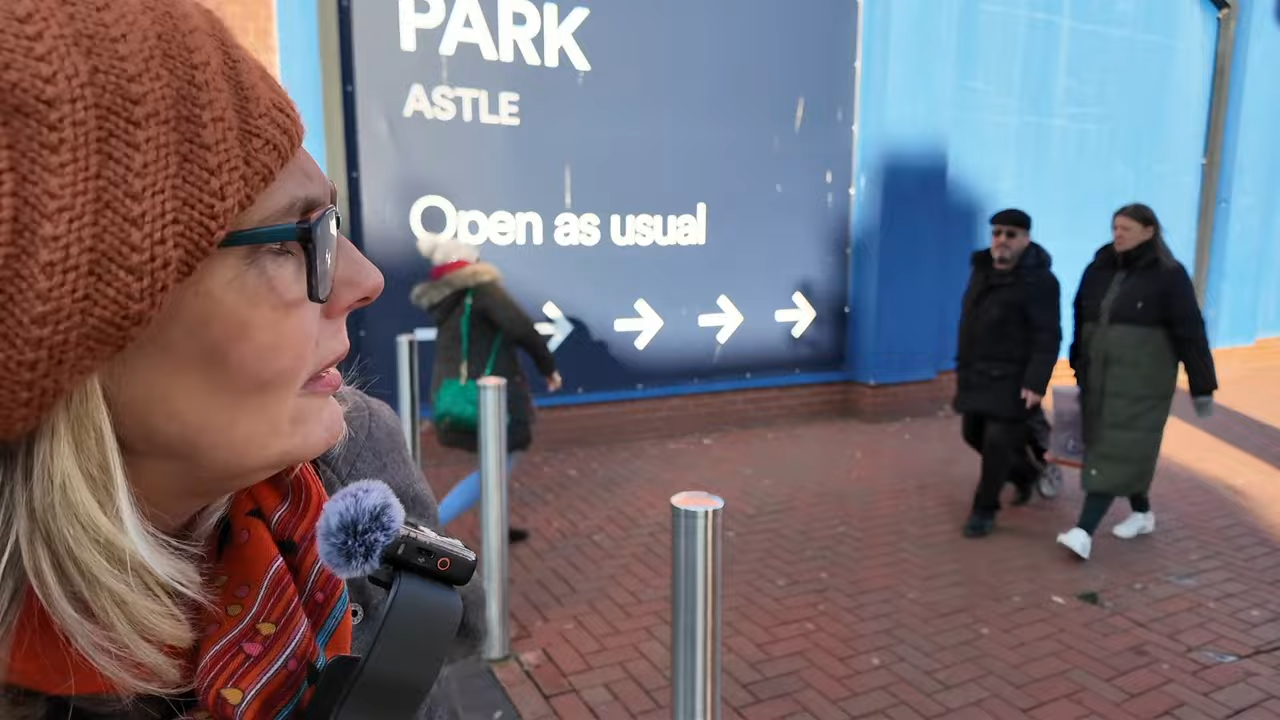 PARK
ASTLE
Open as usual
→ → → →